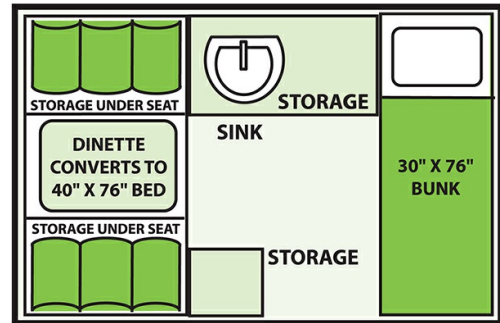 STORAGE UNDER SEAT
DINETTE
CONVERTS TO
40" X 76" BED
STORAGE UNDER SEAT
STORAGE
SINK
STORAGE
30" X 76"
BUNK